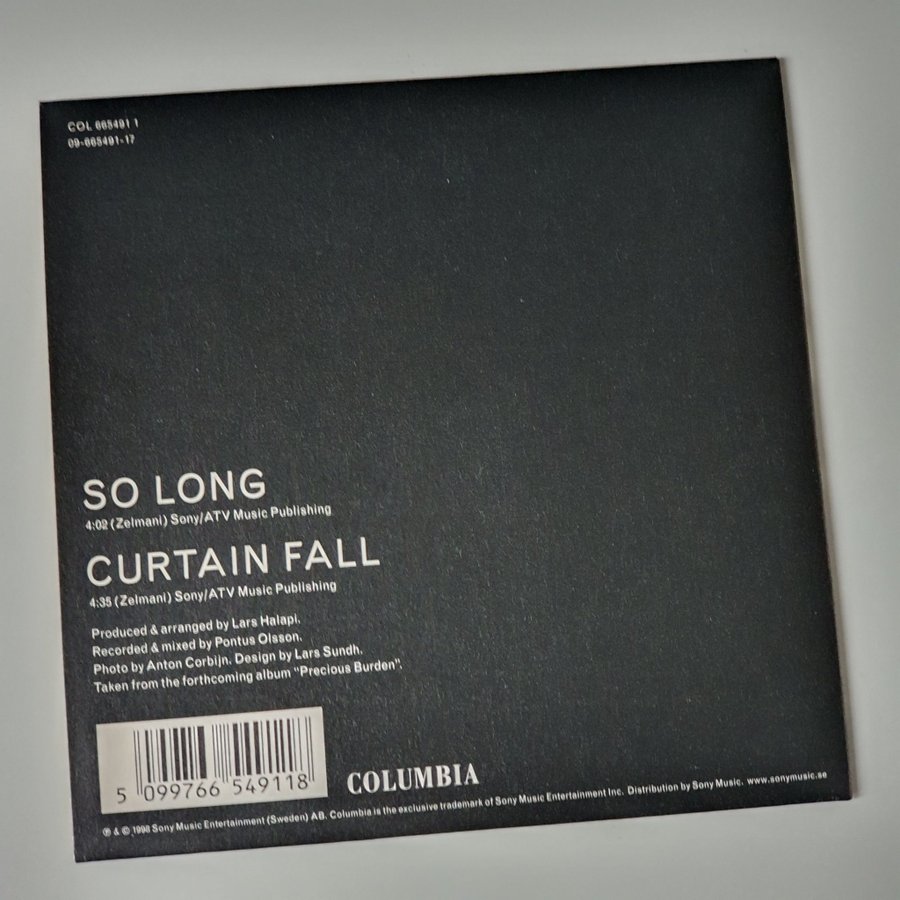 COL 665491 1
09-665491-17
SO LONG
4:02 (Zelmani) Sony/ATV Music Publishing
CURTAIN FALL
4:35 (Zelmani) Sony/ATV Music Publishing
Produced & arranged by Lars Halapi.
Recorded & mixed by Pontus Olsson.
Photo by Anton Corbijn. Design by Lars Sundh.
Taken from the forthcoming album "Precious Burden".
5 099766 549118
COLUMBIA
℗ & © 1998 Sony Music Entertainment (Sweden) AB. Columbia is the exclusive trademark of Sony Music Entertainment Inc. Distribution by Sony Music. www.sonymusic.se